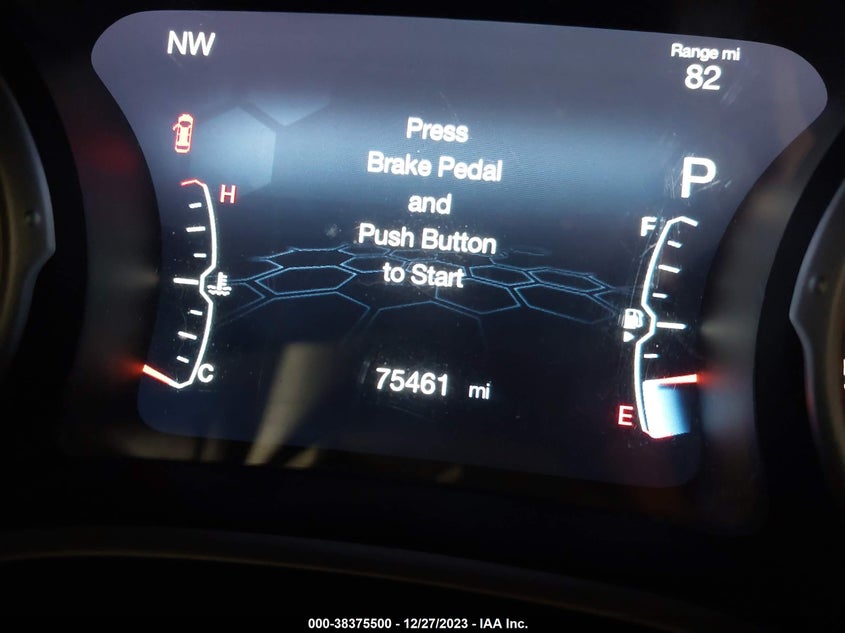 NW
Range mi
82
Press
Brake Pedal
and
Push Button
to Start
P
H
F
C
E
75461 mi
000-38375500 - 12/27/2023 - IAA Inc.